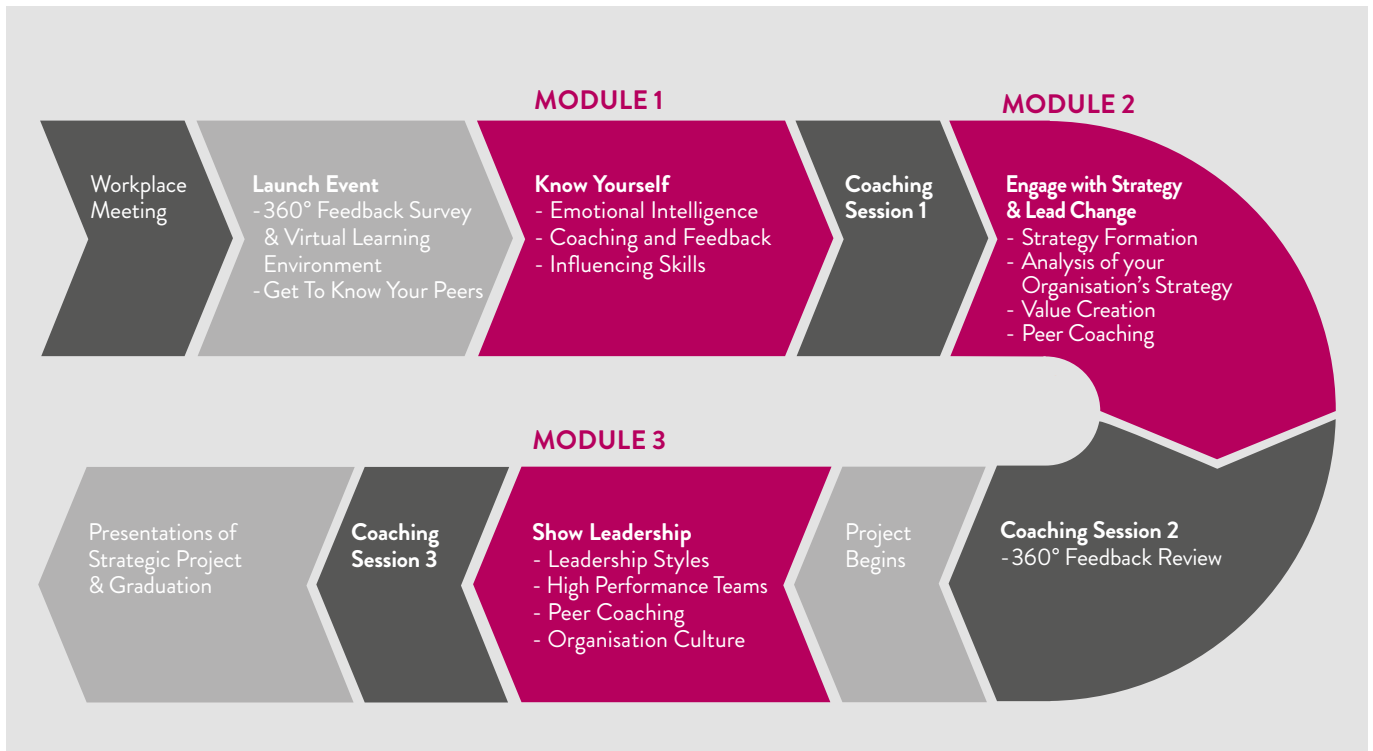 MODULE 1
MODULE 2
Workplace
Meeting
Launch Event
-360° Feedback Survey
& Virtual Learning
Environment
-Get To Know Your Peers
Know Yourself
- Emotional Intelligence
- Coaching and Feedback
- Influencing Skills
Coaching
Session 1
Engage with Strategy
& Lead Change
- Strategy Formation
- Analysis of your
Organisation's Strategy
- Value Creation
- Peer Coaching
Coaching Session 2
-360° Feedback Review
Project
Begins
MODULE 3
Show Leadership
- Leadership Styles
- High Performance Teams
- Peer Coaching
- Organisation Culture
Coaching
Session 3
Presentations of
Strategic Project
& Graduation